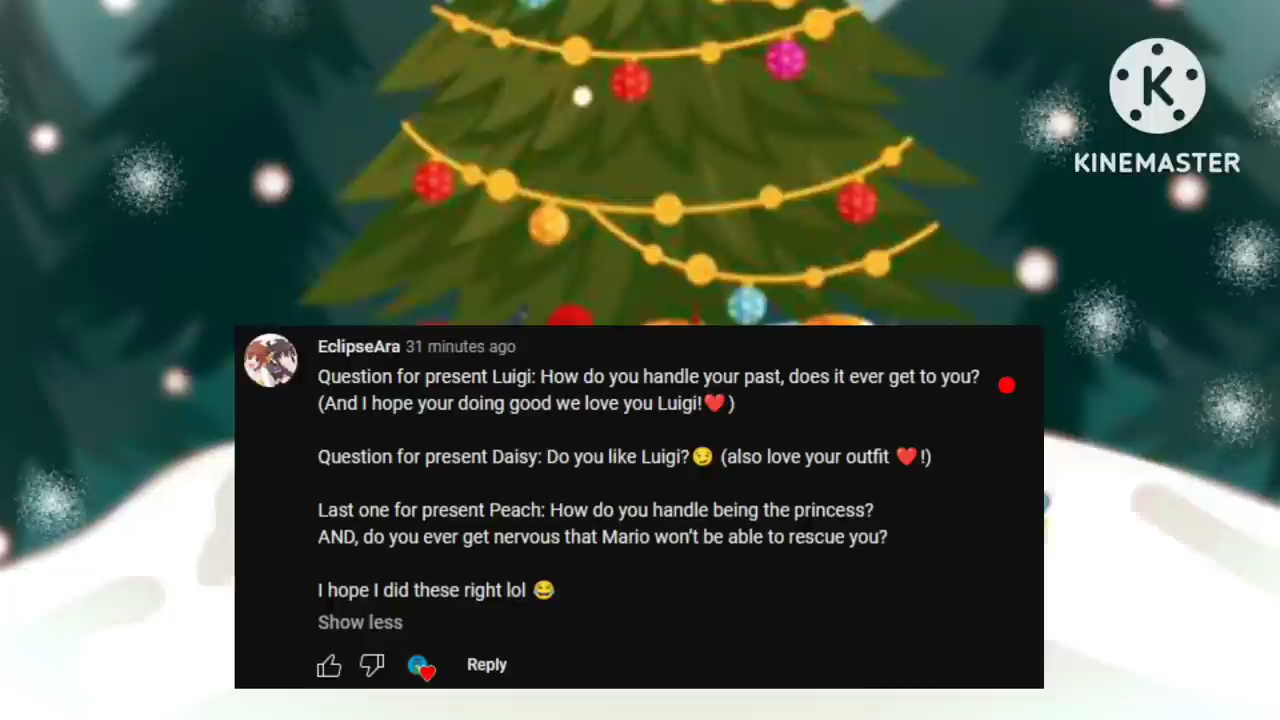 K
KINEMASTER
EclipseAra 31 minutes ago
Question for present Luigi: How do you handle your past, does it ever get to you?
(And I hope your doing good we love you Luigi!❤️)
Question for present Daisy: Do you like Luigi?😏 (also love your outfit ❤️!)
Last one for present Peach: How do you handle being the princess?
AND, do you ever get nervous that Mario won't be able to rescue you?
I hope I did these right lol 😂
Show less
Reply